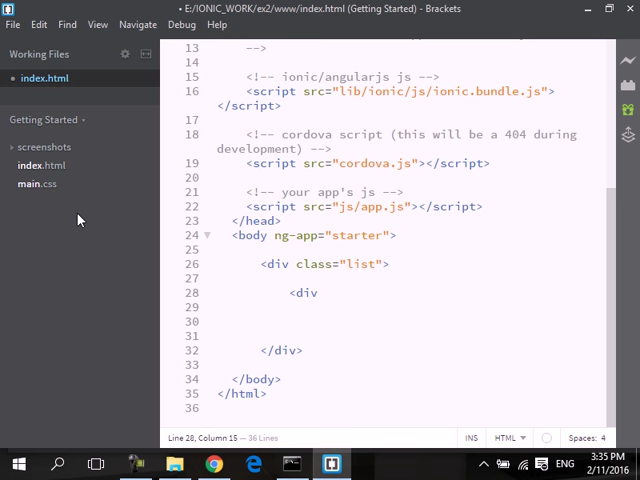 • E:/IONIC_WORK/ex2/www/index.html (Getting Started) - Brackets
File Edit Find View Navigate Debug Help
Working Files
• index.html
Getting Started
screenshots
index.html
main.css
13 -->
14
15 <!-- ionic/angularjs js -->
16 <script src="lib/ionic/js/ionic.bundle.js">
</script>
17
18 <!-- cordova script (this will be a 404 during
development) -->
19 <script src="cordova.js"></script>
20
21 <!-- your app's js -->
22 <script src="js/app.js"></script>
23 </head>
24 <body ng-app="starter">
25
26 <div class="list">
27
28 <div
29
30
31
32 </div>
33
34 </body>
35 </html>
36
Line 28, Column 15 — 36 Lines
INS HTML Spaces: 4
ENG
3:35 PM
2/11/2016